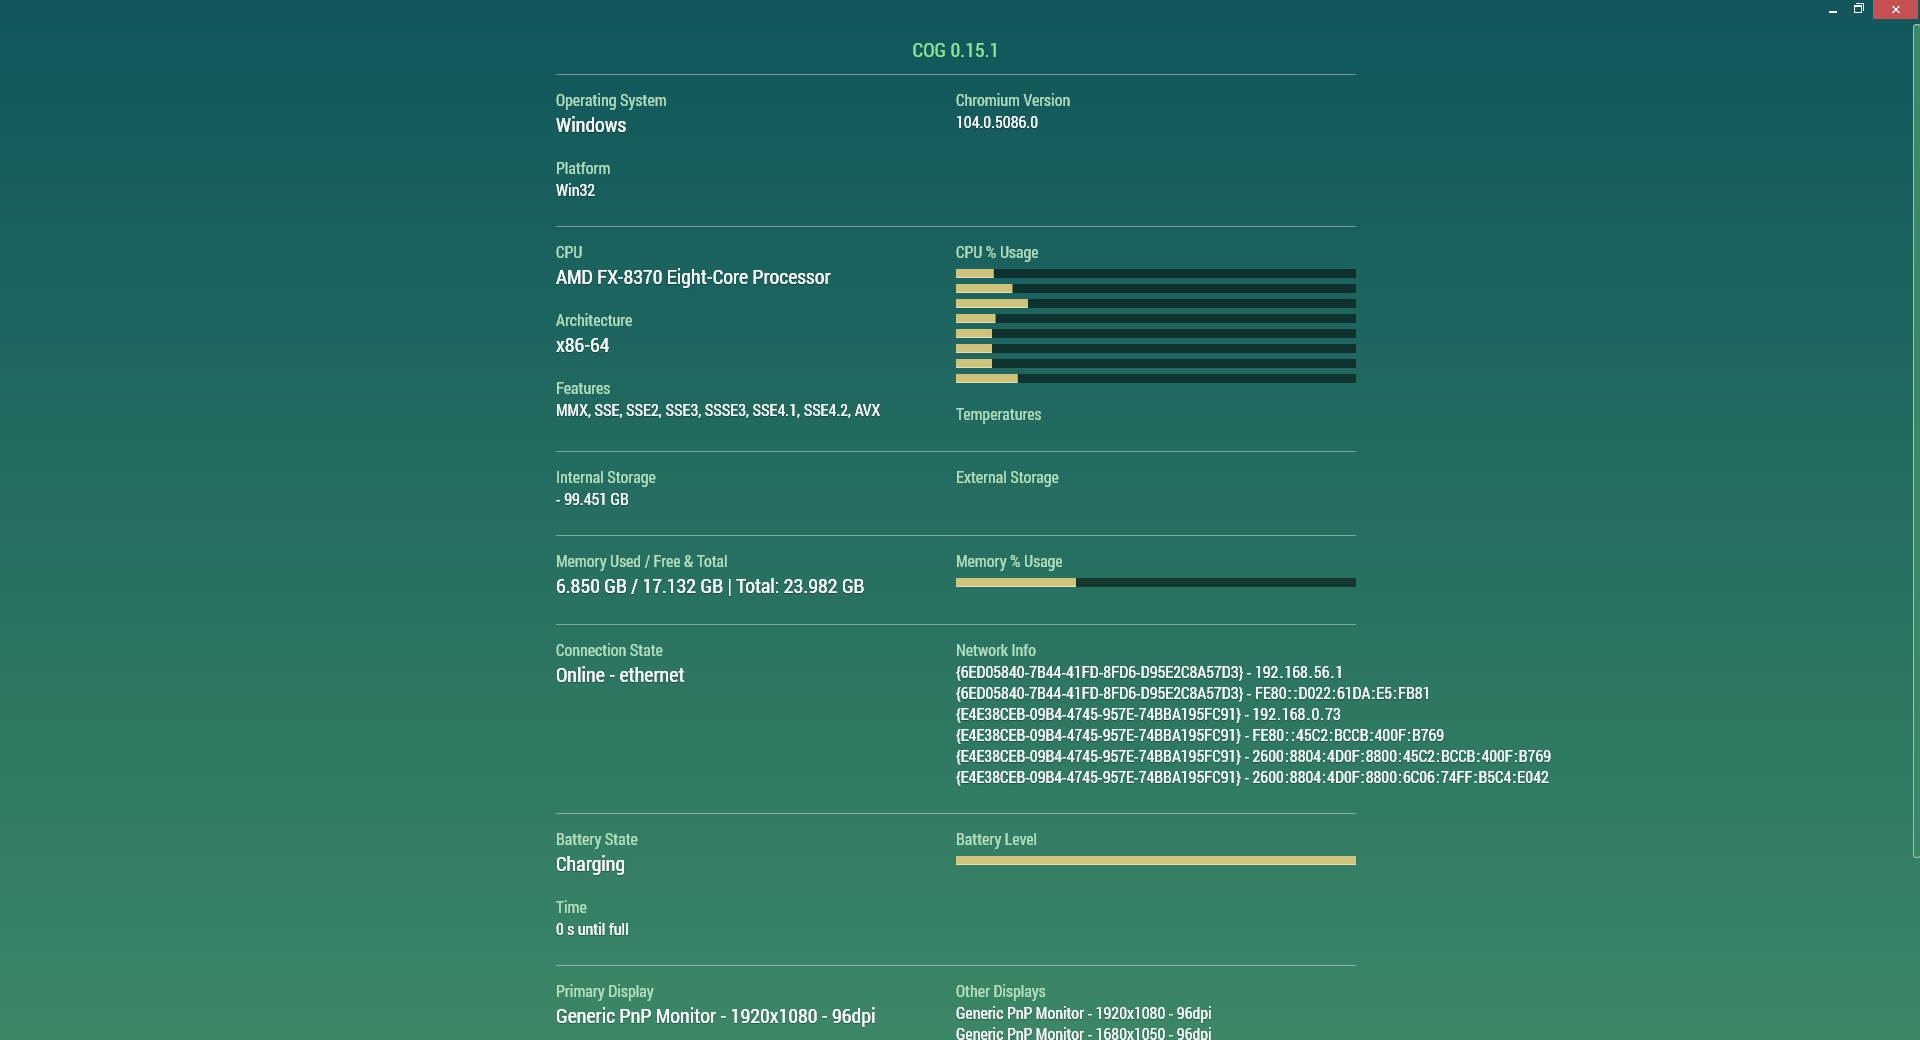 COG 0.15.1
Operating System
Windows
Chromium Version
104.0.5086.0
Platform
Win32
CPU
AMD FX-8370 Eight-Core Processor
CPU % Usage
Architecture
x86-64
Features
MMX, SSE, SSE2, SSE3, SSSE3, SSE4.1, SSE4.2, AVX
Temperatures
Internal Storage
- 99.451 GB
External Storage
Memory Used / Free & Total
6.850 GB / 17.132 GB | Total: 23.982 GB
Memory % Usage
Connection State
Online - ethernet
Network Info
{6ED05840-7B44-41FD-8FD6-D95E2C8A57D3} - 192.168.56.1
{6ED05840-7B44-41FD-8FD6-D95E2C8A57D3} - FE80::D022:61DA:E5:FB81
{E4E38CEB-09B4-4745-957E-74BBA195FC91} - 192.168.0.73
{E4E38CEB-09B4-4745-957E-74BBA195FC91} - FE80::45C2:BCCB:400F:B769
{E4E38CEB-09B4-4745-957E-74BBA195FC91} - 2600:8804:4D0F:8800:45C2:BCCB:400F:B769
{E4E38CEB-09B4-4745-957E-74BBA195FC91} - 2600:8804:4D0F:8800:6C06:74FF:B5C4:E042
Battery State
Charging
Battery Level
Time
0 s until full
Primary Display
Generic PnP Monitor - 1920x1080 - 96dpi
Other Displays
Generic PnP Monitor - 1920x1080 - 96dpi
Generic PnP Monitor - 1680x1050 - 96dpi